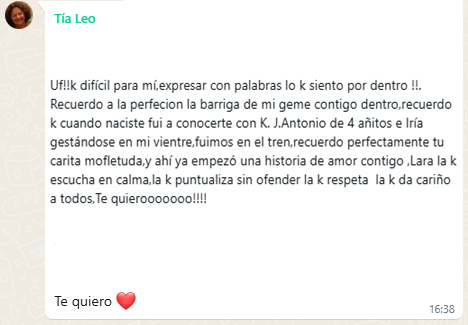 Tía Leo
Uf!!k difícil para mí,expresar con palabras lo k siento por dentro !!.
Recuerdo a la perfecion la barriga de mi geme contigo dentro,recuerdo
k cuando naciste fui a conocerte con K. J.Antonio de 4 añitos e Iría
gestándose en mi vientre,fuimos en el tren,recuerdo perfectamente tu
carita mofletuda,y ahí ya empezó una historia de amor contigo ,Lara la k
escucha en calma,la k puntualiza sin ofender la k respeta  la k da cariño
a todos,Te quierooooooo!!!!
Te quiero ❤️
16:38